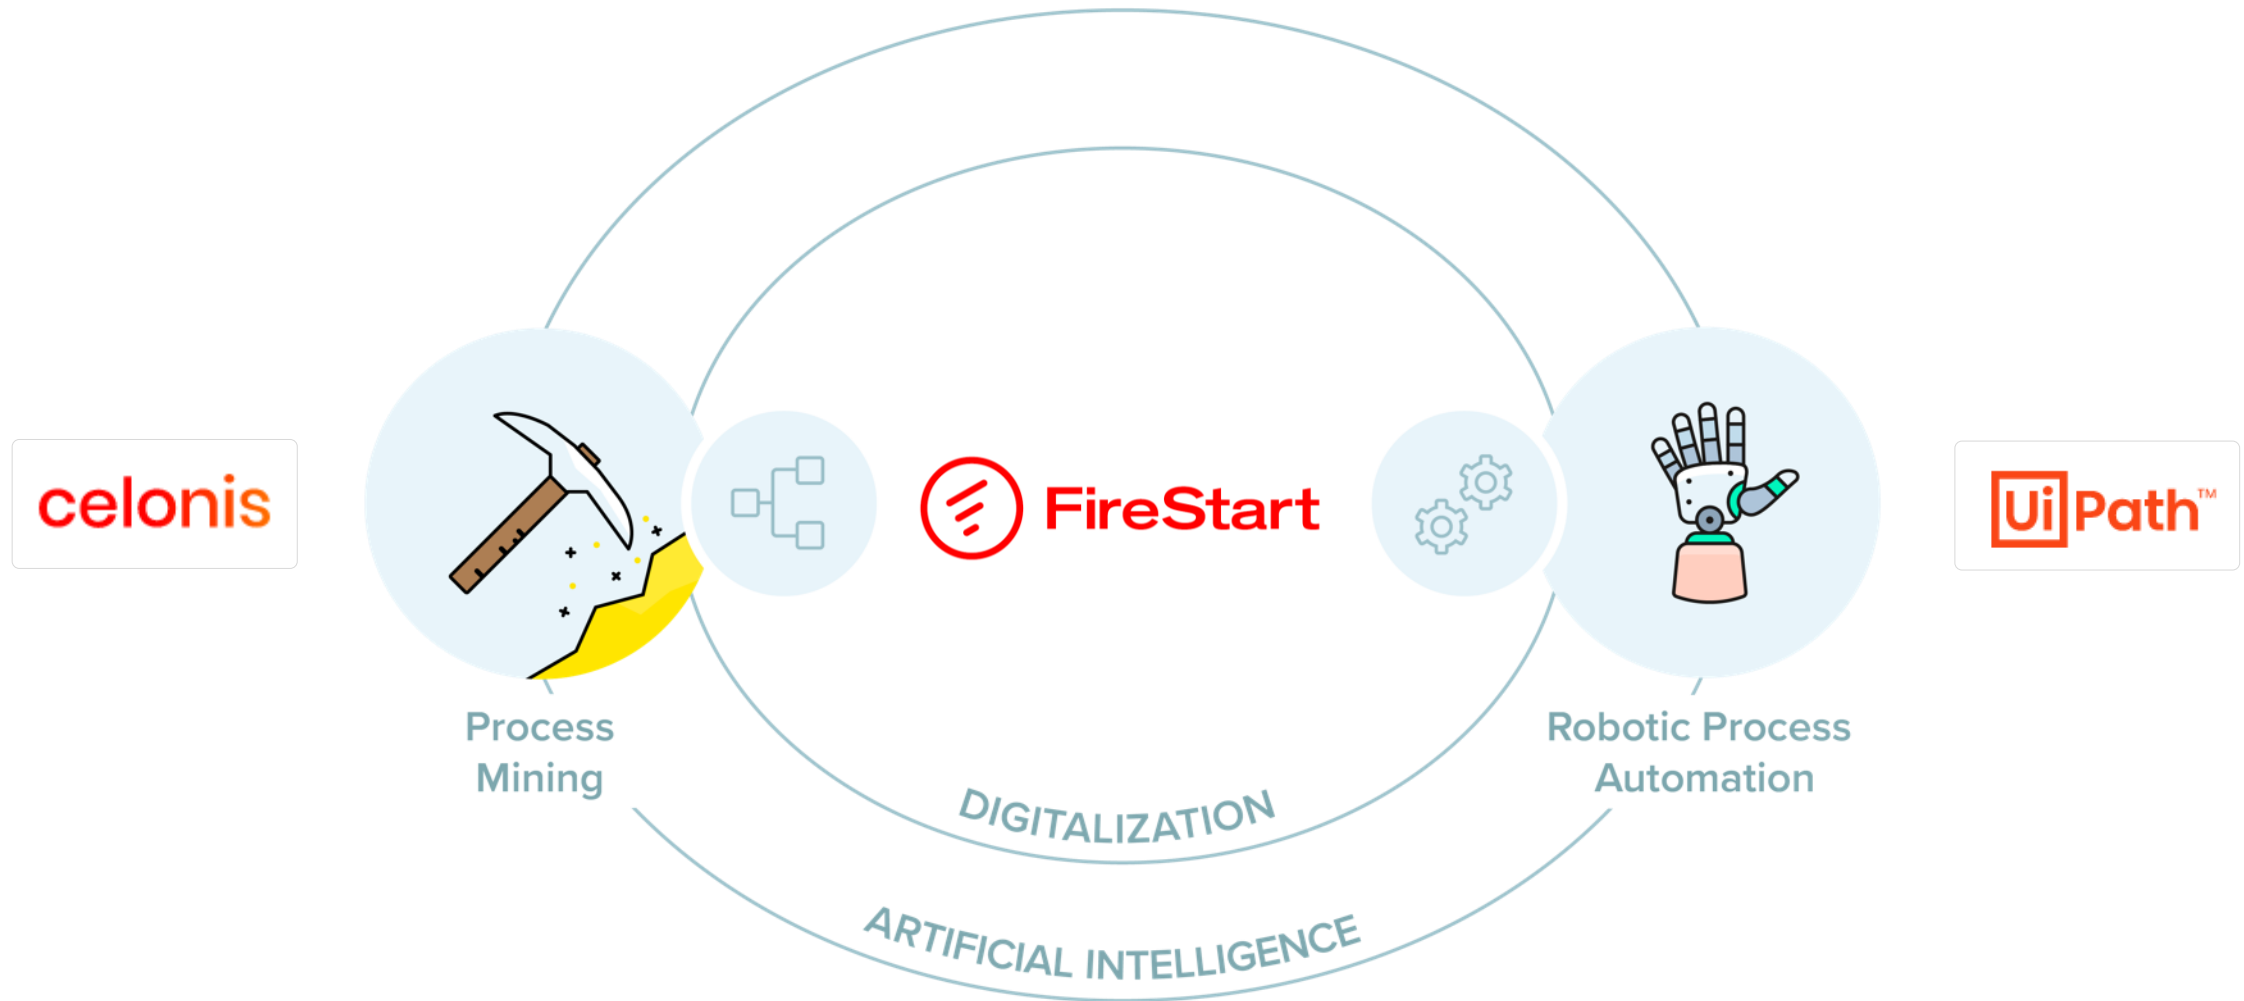 celonis
FireStart
UiPath™
Process
Mining
Robotic Process
Automation
DIGITALIZATION
ARTIFICIAL INTELLIGENCE